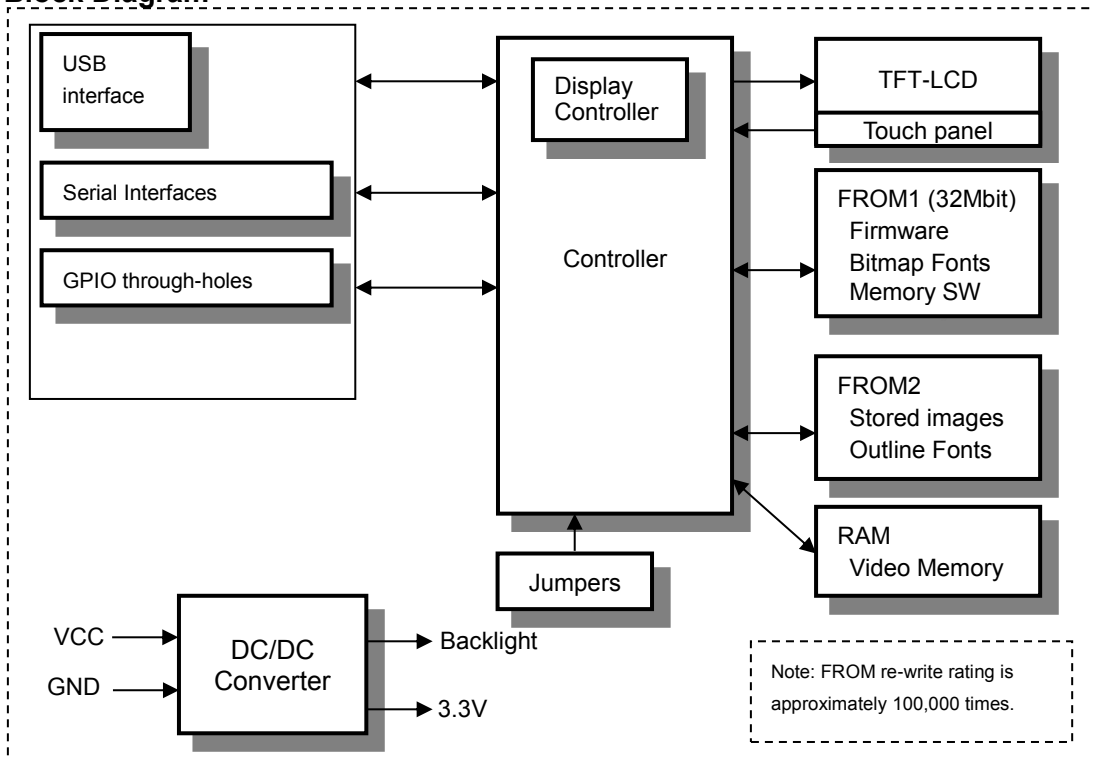 Block Diagram
USB
interface
Serial Interfaces
GPIO through-holes
Display
Controller
Controller
TFT-LCD
Touch panel
FROM1 (32Mbit)
Firmware
Bitmap Fonts
Memory SW
FROM2
Stored images
Outline Fonts
RAM
Video Memory
Jumpers
VCC
GND
DC/DC
Converter
Backlight
3.3V
Note: FROM re-write rating is
approximately 100,000 times.